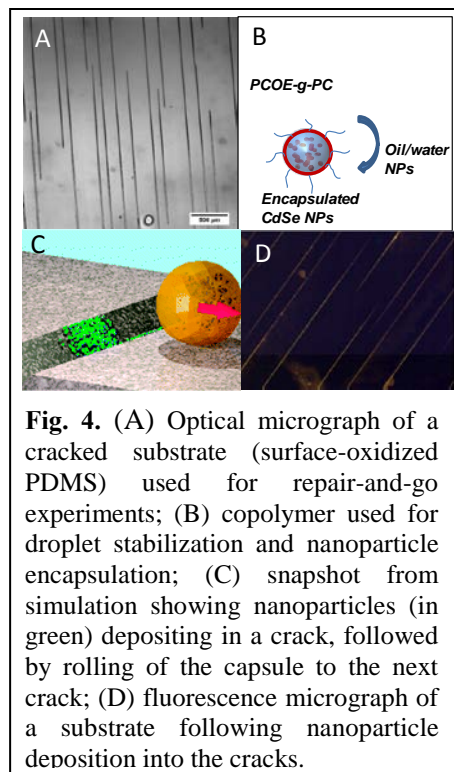 A
B
PCOE-g-PC
Oil/water
NPs
Encapsulated
CdSe NPs
C
D
Fig. 4. (A) Optical micrograph of a
cracked substrate (surface-oxidized
PDMS) used for repair-and-go
experiments; (B) copolymer used for
droplet stabilization and nanoparticle
encapsulation; (C) snapshot from
simulation showing nanoparticles (in
green) depositing in a crack, followed
by rolling of the capsule to the next
crack; (D) fluorescence micrograph of
a substrate following nanoparticle
deposition into the cracks.